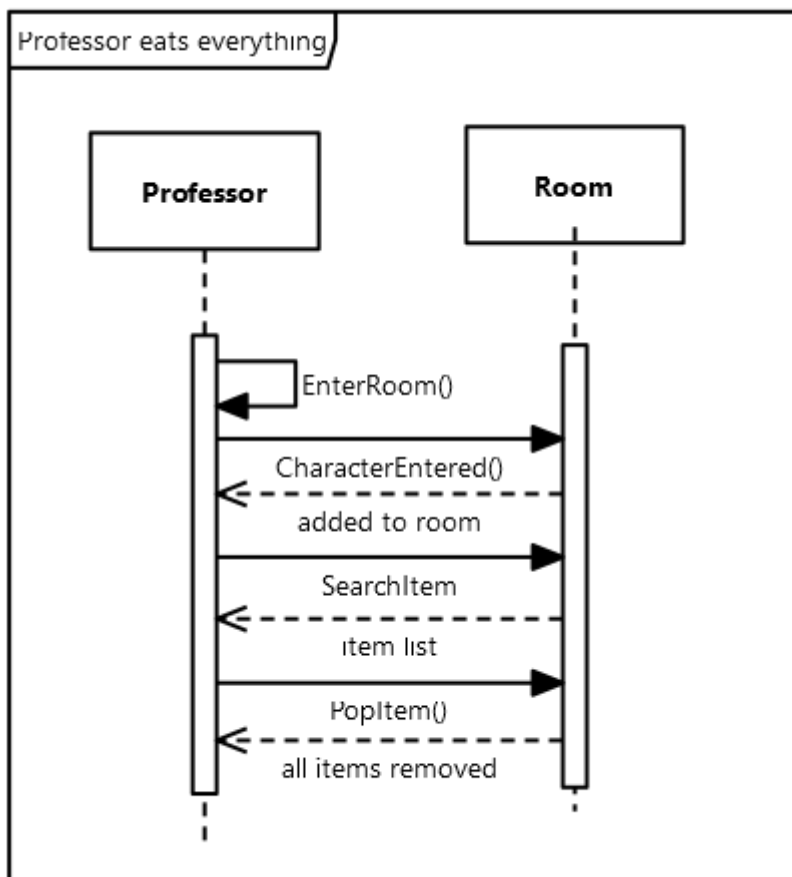 Professor eats everything
Professor
Room
EnterRoom()
CharacterEntered()
added to room
SearchItem
item list
PopItem()
all items removed